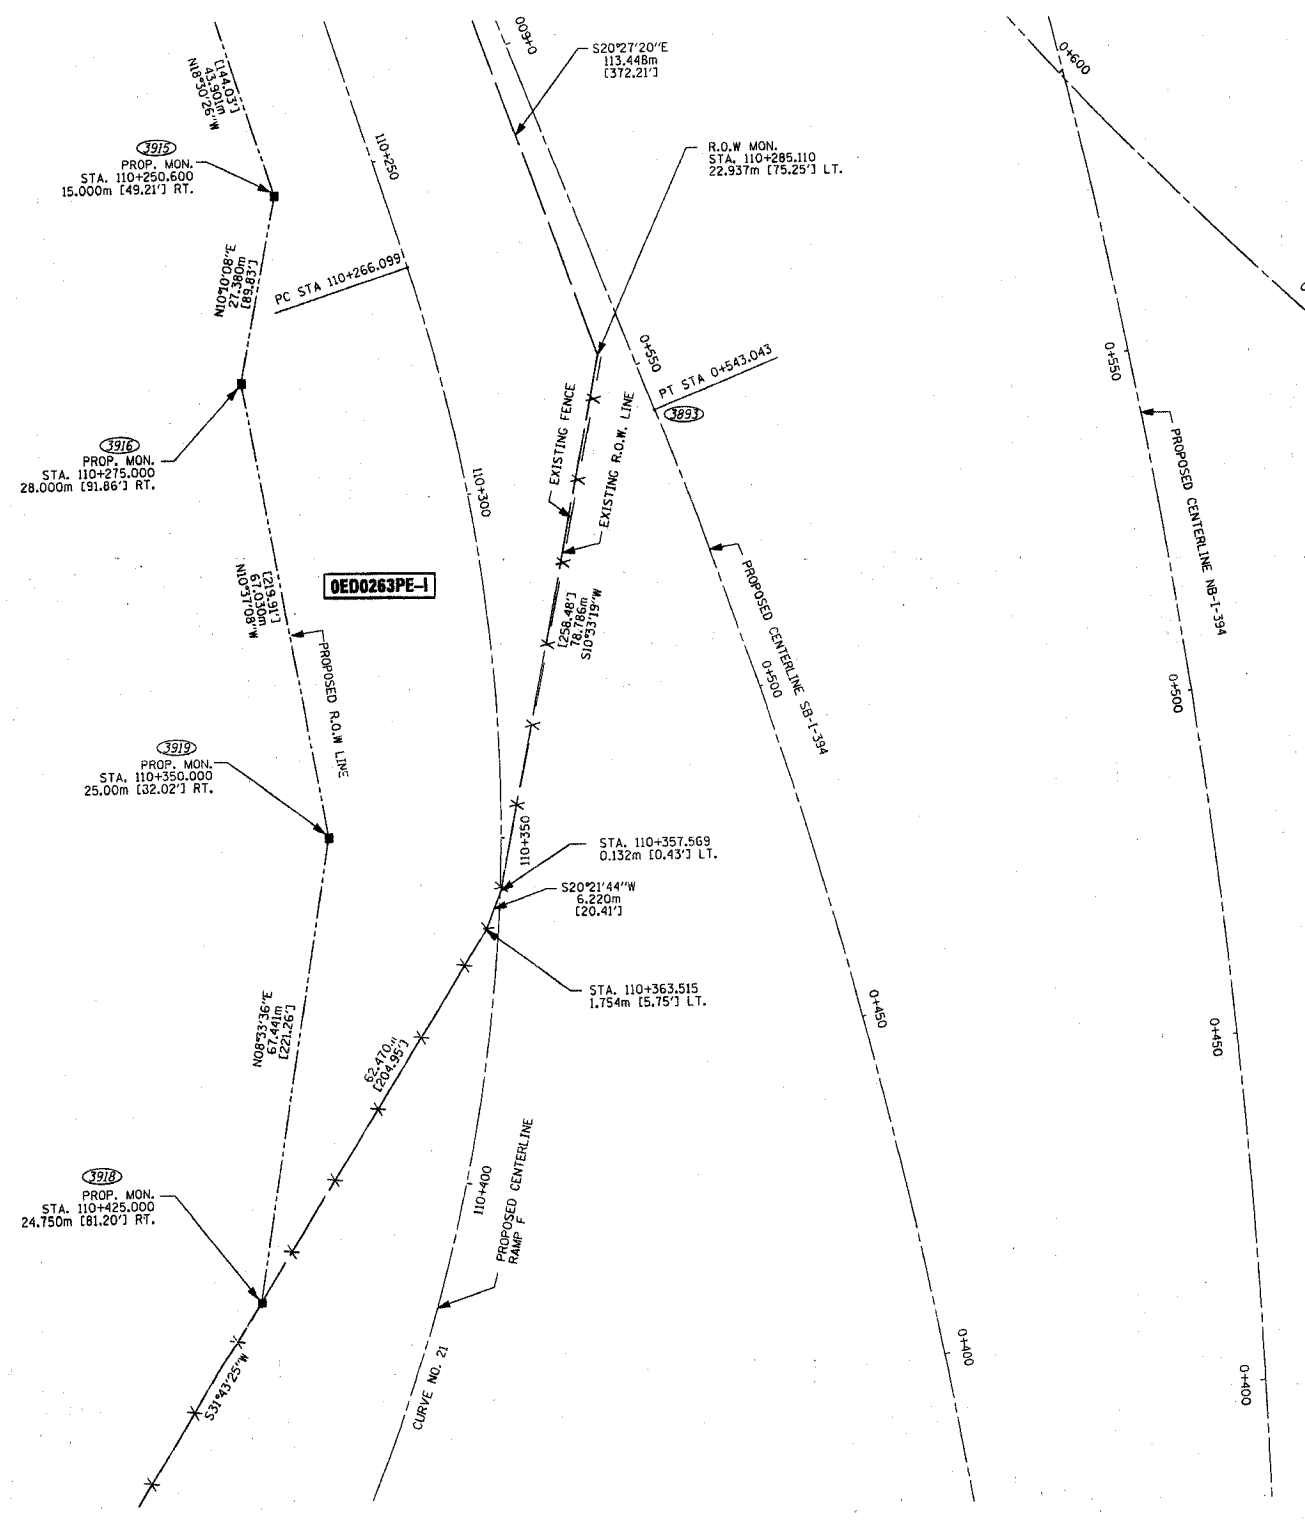 0+600
S20°27'20"E
113.448m
[372.21']
0+600
[144.03']
43.901m
N18°30'26"W
110+250
3915
PROP. MON.
STA. 110+250.600
15.000m [49.21'] RT.
R.O.W MON.
STA. 110+285.110
22.937m [75.25'] LT.
N10°10'08"E
27.380m
[89.83']
PC STA 110+266.099
0+550
PT STA 0+543.043
3893
0+550
3916
PROP. MON.
STA. 110+275.000
28.000m [91.86'] RT.
110+300
EXISTING FENCE
EXISTING R.O.W. LINE
PROPOSED CENTERLINE NB-I-394
[219.91']
67.030m
N10°37'08"W
0ED0263PE-I
[258.48']
78.786m
S10°33'19"W
PROPOSED CENTERLINE SB-I-394
PROPOSED R.O.W LINE
0+500
0+500
3919
PROP. MON.
STA. 110+350.000
25.00m [32.02'] RT.
110+350
STA. 110+357.569
0.132m [0.43'] LT.
S20°21'44"W
6.220m
[20.41']
STA. 110+363.515
1.754m [5.75'] LT.
N08°33'36"E
67.441m
[221.26']
62.470m
[204.95']
0+450
0+450
3918
PROP. MON.
STA. 110+425.000
24.750m [81.20'] RT.
110+400
PROPOSED CENTERLINE
RAMP F
S31°43'25"W
CURVE NO. 21
0+400
0+400